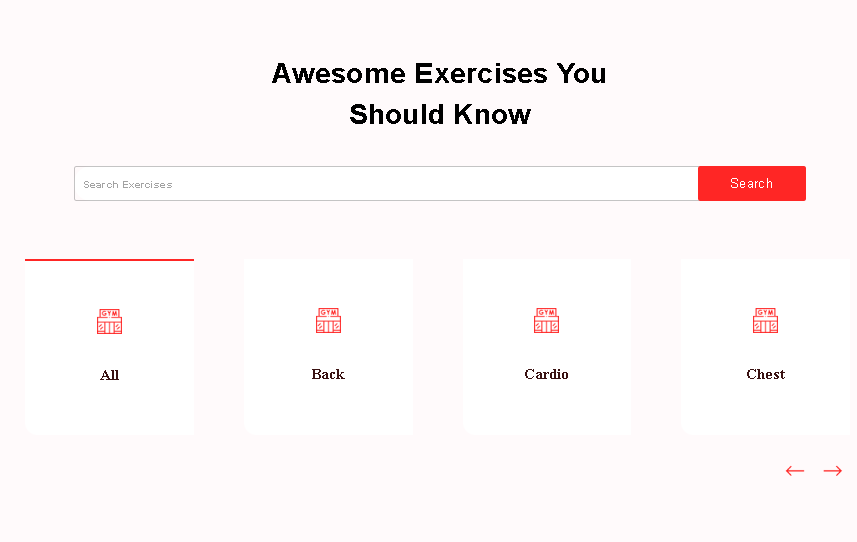 Awesome Exercises You
Should Know
Search Exercises
Search
GYM
GYM
GYM
GYM
All
Back
Cardio
Chest